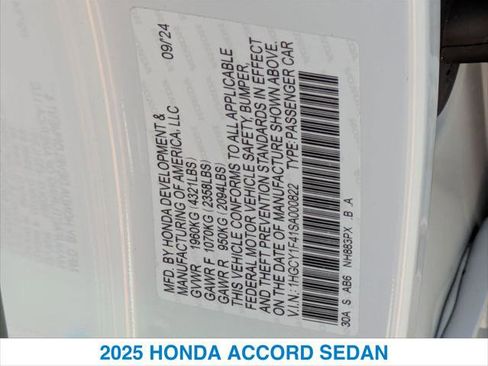 MFD. BY HONDA DEVELOPMENT & 09/24
MANUFACTURING OF AMERICA, LLC
GVWR 1960KG (4321LBS)
GAWR F 1070KG (2358LBS)
GAWR R 950KG (2094LBS)
THIS VEHICLE CONFORMS TO ALL APPLICABLE
FEDERAL MOTOR VEHICLE SAFETY, BUMPER,
AND THEFT PREVENTION STANDARDS IN EFFECT
ON THE DATE OF MANUFACTURE SHOWN ABOVE.
V.I.N.: 1HGCY1F41SA000822 TYPE:PASSENGER CAR
30A S AB6 NH883PX B A
2025 HONDA ACCORD SEDAN